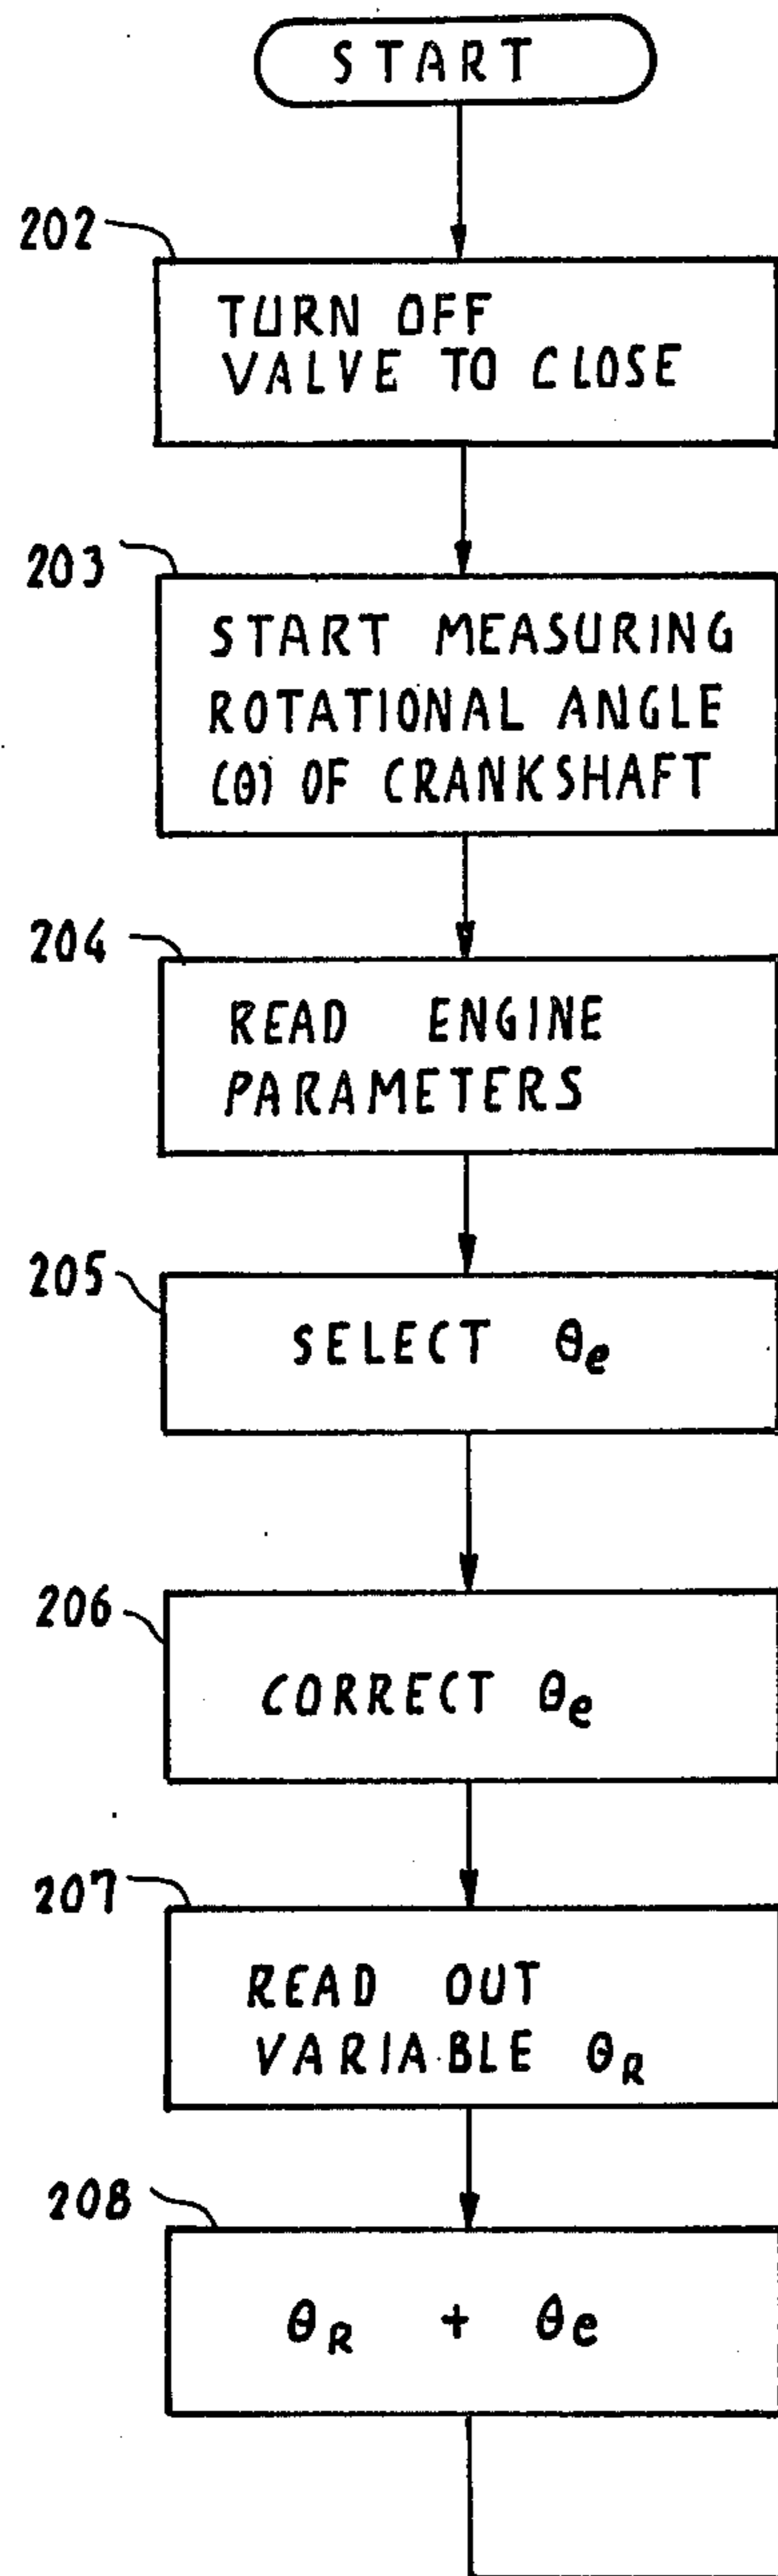 START
202
TURN OFF
VALVE TO CLOSE
203
START MEASURING
ROTATIONAL ANGLE
(θ) OF CRANKSHAFT
204
READ ENGINE
PARAMETERS
205
SELECT θe
206
CORRECT θe
207
READ OUT
VARIABLE θR
208
θR + θe